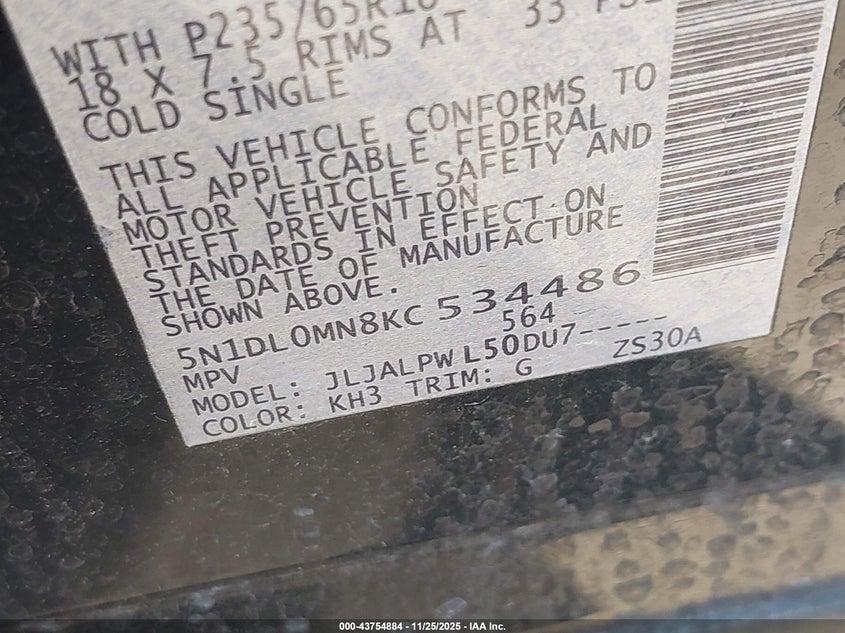 WITH P235/65R18
18 X 7.5 RIMS AT 33 PSI
COLD SINGLE
THIS VEHICLE CONFORMS TO
ALL APPLICABLE FEDERAL
MOTOR VEHICLE SAFETY AND
THEFT PREVENTION
STANDARDS IN EFFECT ON
THE DATE OF MANUFACTURE
SHOWN ABOVE.
5N1DL0MN8KC534486
MPV 564
MODEL: JLJALPWL50DU7-----
COLOR: KH3 TRIM: G ZS30A
000-43754884 - 11/25/2025 - IAA Inc.